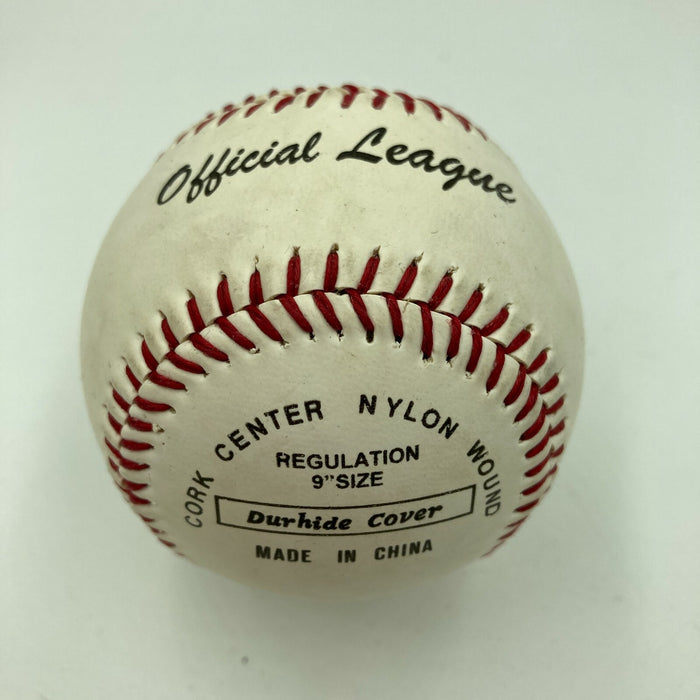 Official League
CORK CENTER NYLON WOUND
REGULATION
9" SIZE
Durhide Cover
MADE IN CHINA